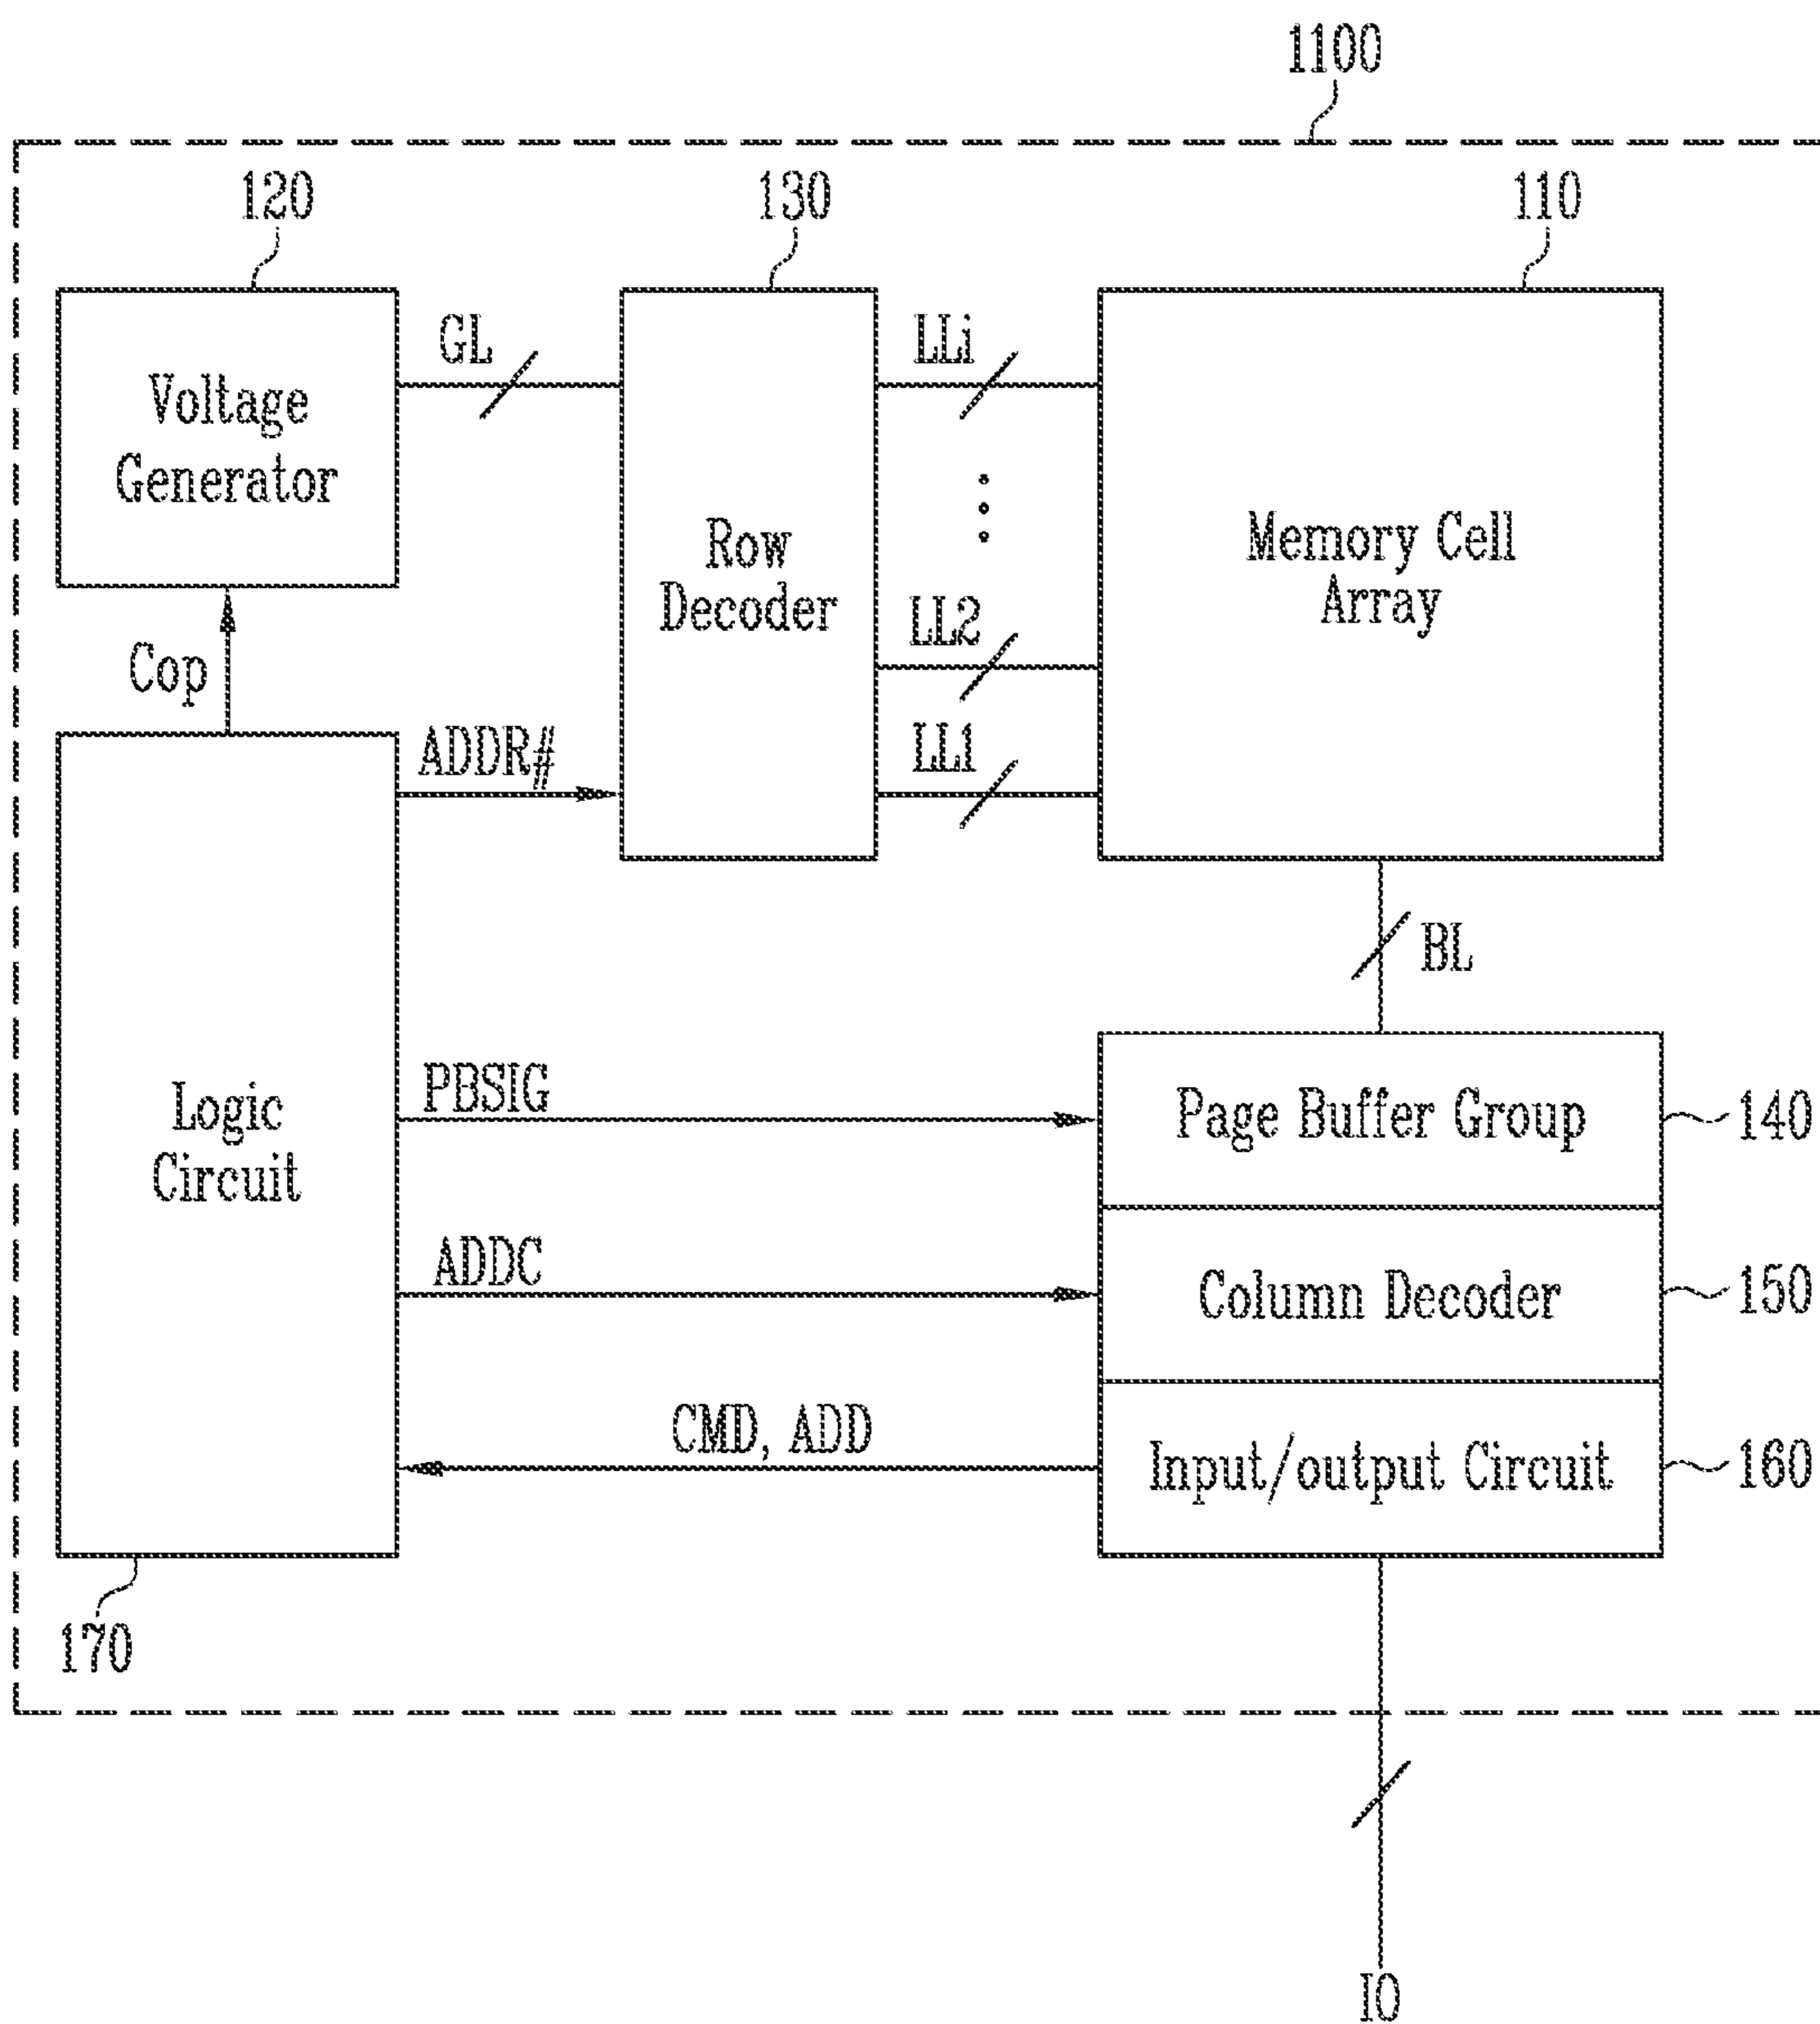 1100
120
130
110
GL
LLi
Voltage
Generator
Row
Decoder
Memory Cell
Array
LL2
Cop
ADDR#
LL1
BL
PBSIG
Page Buffer Group
140
Logic
Circuit
ADDC
Column Decoder
150
CMD, ADD
Input/output Circuit
160
170
IO